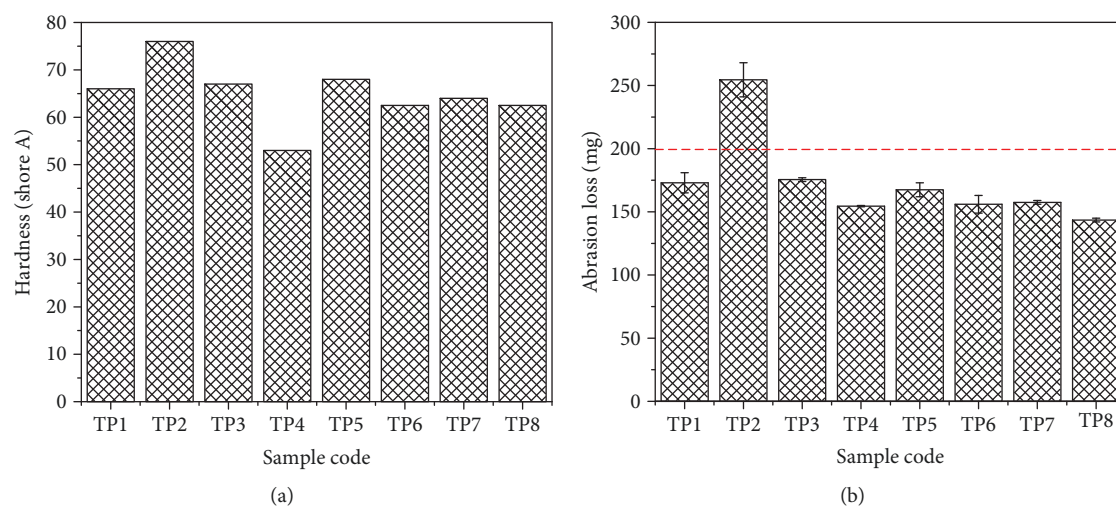 80
70
60
50
40
30
20
10
0
Hardness (shore A)
TP1 TP2 TP3 TP4 TP5 TP6 TP7 TP8
Sample code
(a)
300
250
200
150
100
50
0
Abrasion loss (mg)
TP1 TP2 TP3 TP4 TP5 TP6 TP7 TP8
Sample code
(b)